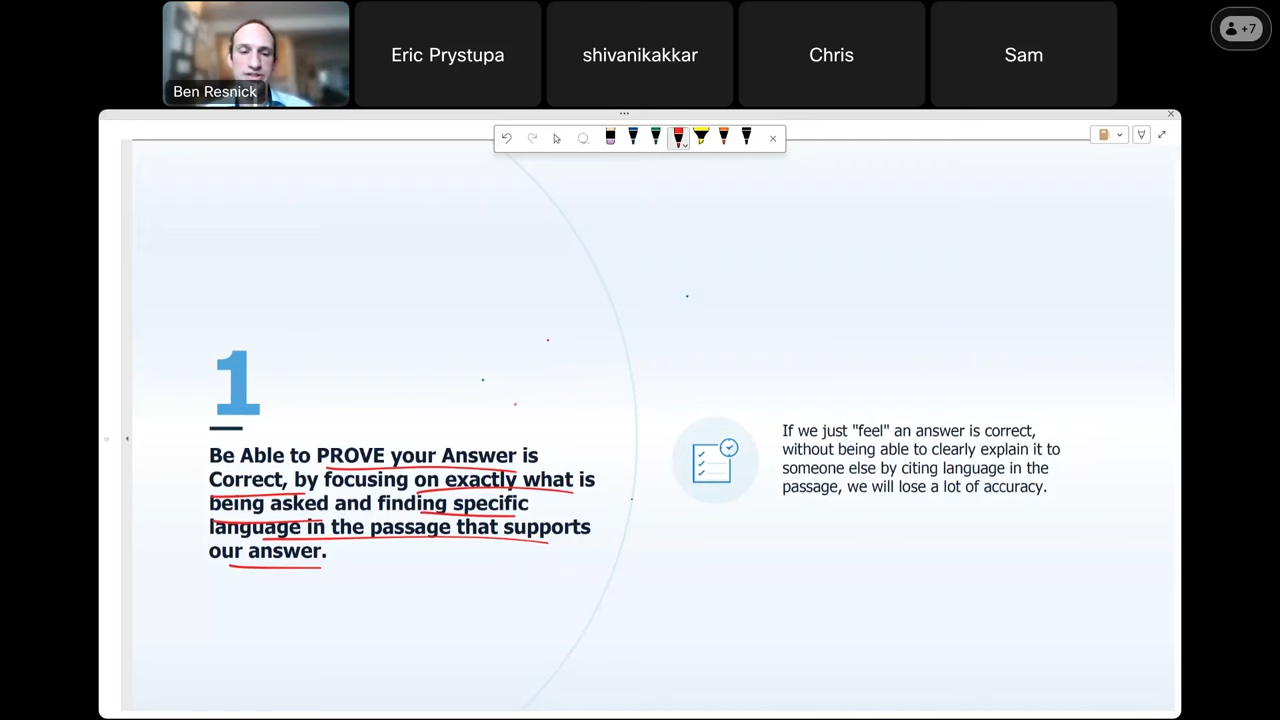 Ben Resnick
Eric Prystupa
shivanikakkar
Chris
Sam
+7
1
Be Able to PROVE your Answer is
Correct, by focusing on exactly what is
being asked and finding specific
language in the passage that supports
our answer.
If we just "feel" an answer is correct,
without being able to clearly explain it to
someone else by citing language in the
passage, we will lose a lot of accuracy.